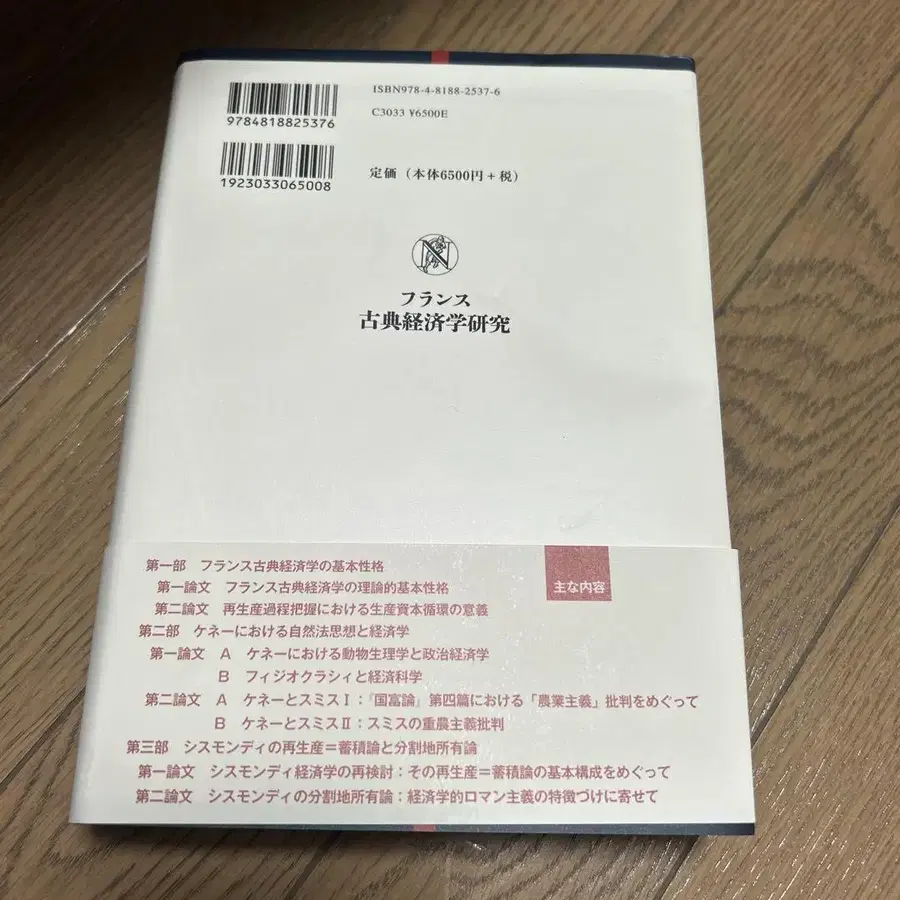 ISBN978-4-8188-2537-6
C3033 ¥6500E
9784818825376
定価（本体6500円＋税）
1923033065008
N
フランス
古典経済学研究
主な内容
第一部 フランス古典経済学の基本性格
第一論文 フランス古典経済学の理論的基本性格
第二論文 再生産過程把握における生産資本循環の意義
第二部 ケネーにおける自然法思想と経済学
第一論文 A ケネーにおける動物生理学と政治経済学
B フィジオクラシィと経済科学
第二論文 A ケネーとスミスⅠ：『国富論』第四篇における「農業主義」批判をめぐって
B ケネーとスミスⅡ：スミスの重農主義批判
第三部 シスモンディの再生産＝蓄積論と分割地所有論
第一論文 シスモンディ経済学の再検討：その再生産＝蓄積論の基本構成をめぐって
第二論文 シスモンディの分割地所有論：経済学的ロマン主義の特徴づけに寄せて